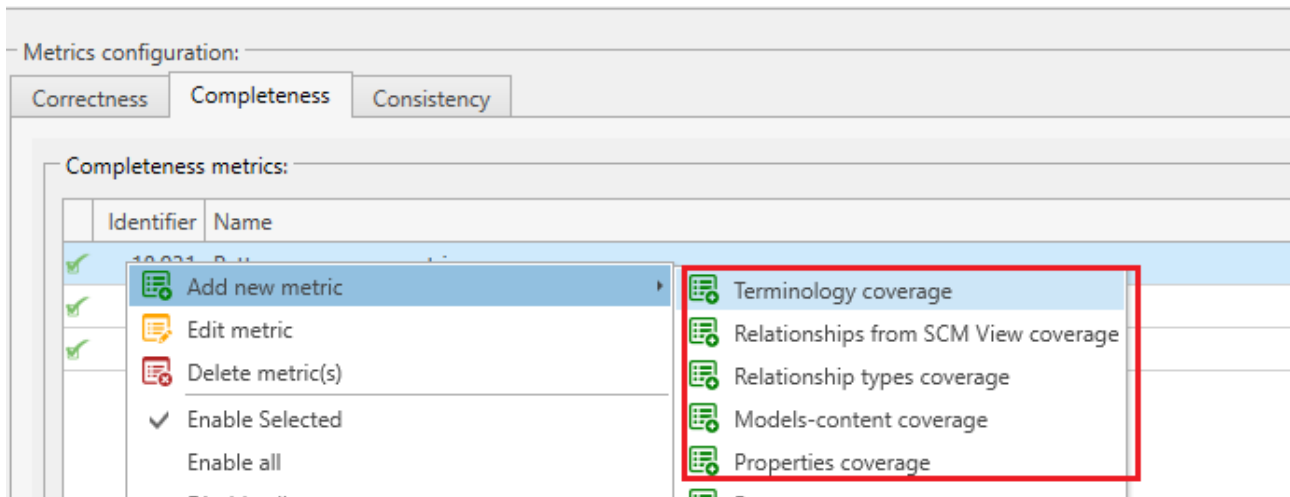 Metrics configuration:
Correctness Completeness Consistency
Completeness metrics:
Identifier Name
Add new metric
Edit metric
Delete metric(s)
Enable Selected
Enable all
Terminology coverage
Relationships from SCM View coverage
Relationship types coverage
Models-content coverage
Properties coverage